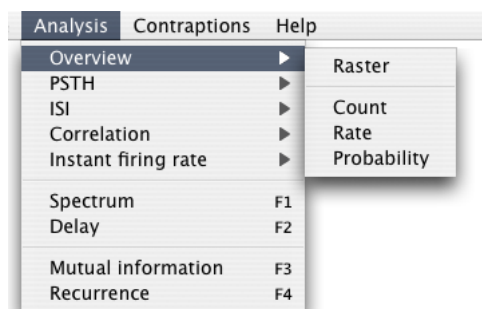 Analysis Contraptions Help
Overview
PSTH
ISI
Correlation
Instant firing rate
Spectrum F1
Delay F2
Mutual information F3
Recurrence F4
Raster
Count
Rate
Probability